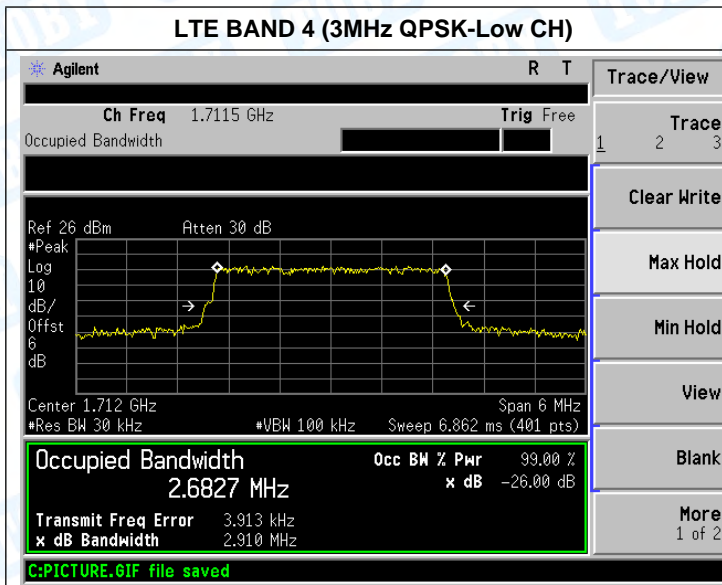 LTE BAND 4 (3MHz QPSK-Low CH)
Agilent R T
Trace/View
Ch Freq 1.7115 GHz Trig Free
Occupied Bandwidth
Trace
1 2 3
Clear Write
Ref 26 dBm Atten 30 dB
#Peak
Log
10
dB/
Offst
6
dB
Max Hold
Min Hold
View
Center 1.712 GHz Span 6 MHz
#Res BW 30 kHz #VBW 100 kHz Sweep 6.862 ms (401 pts)
Occupied Bandwidth Occ BW % Pwr 99.00 %
2.6827 MHz x dB -26.00 dB
Blank
Transmit Freq Error 3.913 kHz
x dB Bandwidth 2.910 MHz
More
1 of 2
C:PICTURE.GIF file saved